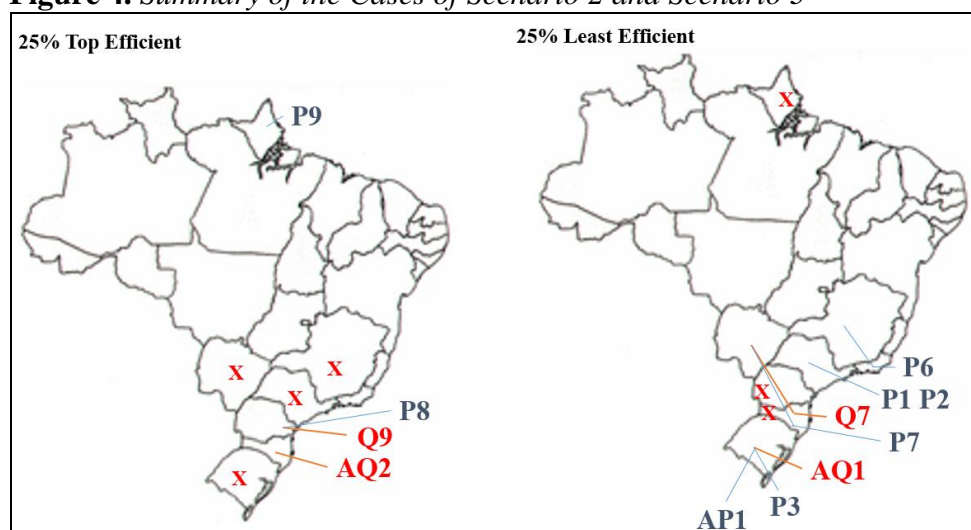 Figure 4. Summary of the Cases of Scenario 2 and Scenario 3
25% Top Efficient
P9
X
X
X
P8
Q9
AQ2
X
25% Least Efficient
X
P6
P1 P2
X
Q7
X
P7
AQ1
P3
AP1